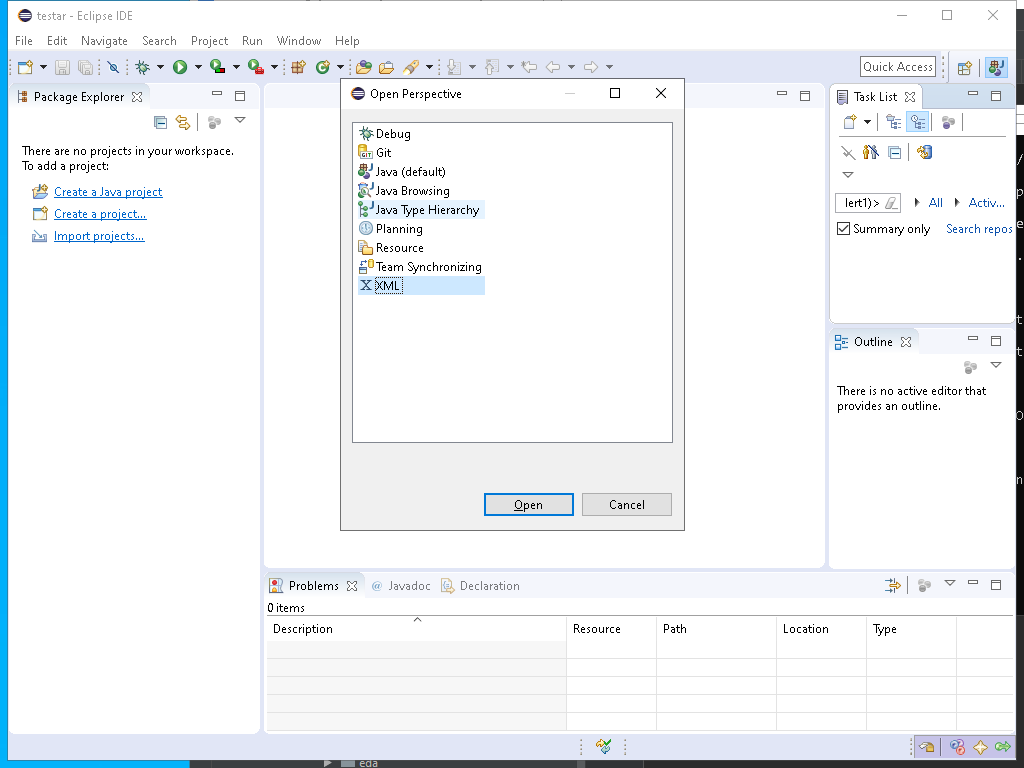 testar - Eclipse IDE
File Edit Navigate Search Project Run Window Help
Quick Access
Package Explorer
There are no projects in your workspace.
To add a project:
Create a Java project
Create a project...
Import projects...
Open Perspective
Debug
Git
Java (default)
Java Browsing
Java Type Hierarchy
Planning
Resource
Team Synchronizing
XML
Open Cancel
Task List
lert1)> All Activ...
Summary only Search repos
Outline
There is no active editor that
provides an outline.
Problems @ Javadoc Declaration
0 items
Description Resource Path Location Type
eda